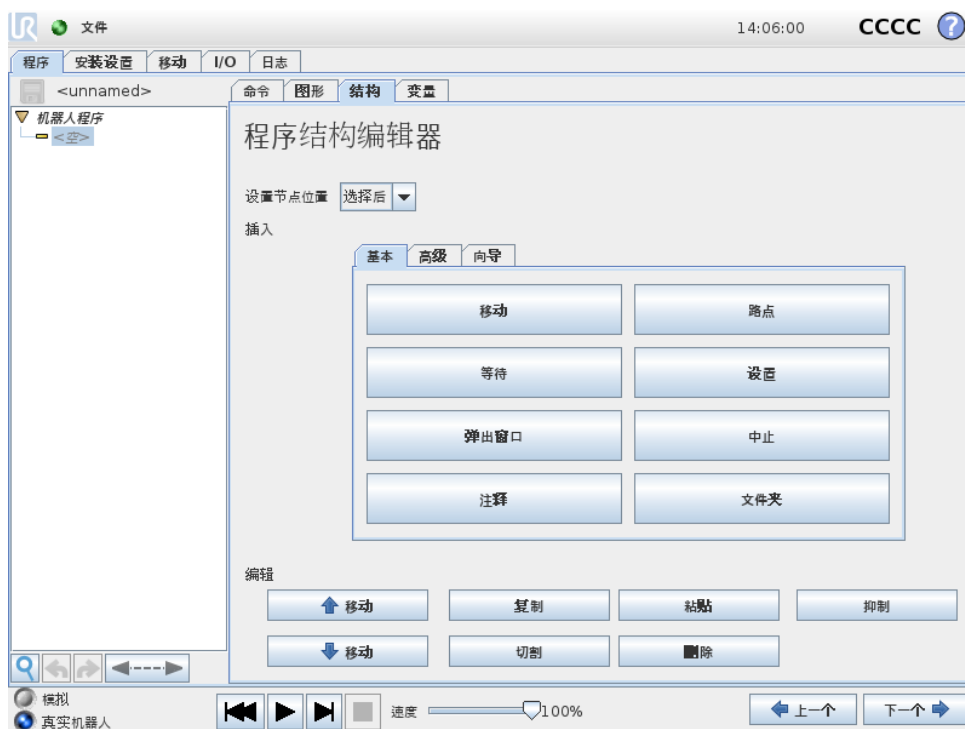 UR 文件 14:06:00 CCCC ?
程序 安装设置 移动 I/O 日志
<unnamed>
命令 图形 结构 变量
机器人程序
<空>
程序结构编辑器
设置节点位置 选择后
插入
基本 高级 向导
移动 路点
等待 设置
弹出窗口 中止
注释 文件夹
编辑
移动 复制 粘贴 抑制
移动 切割 删除
模拟
真实机器人
速度 100%
上一个 下一个